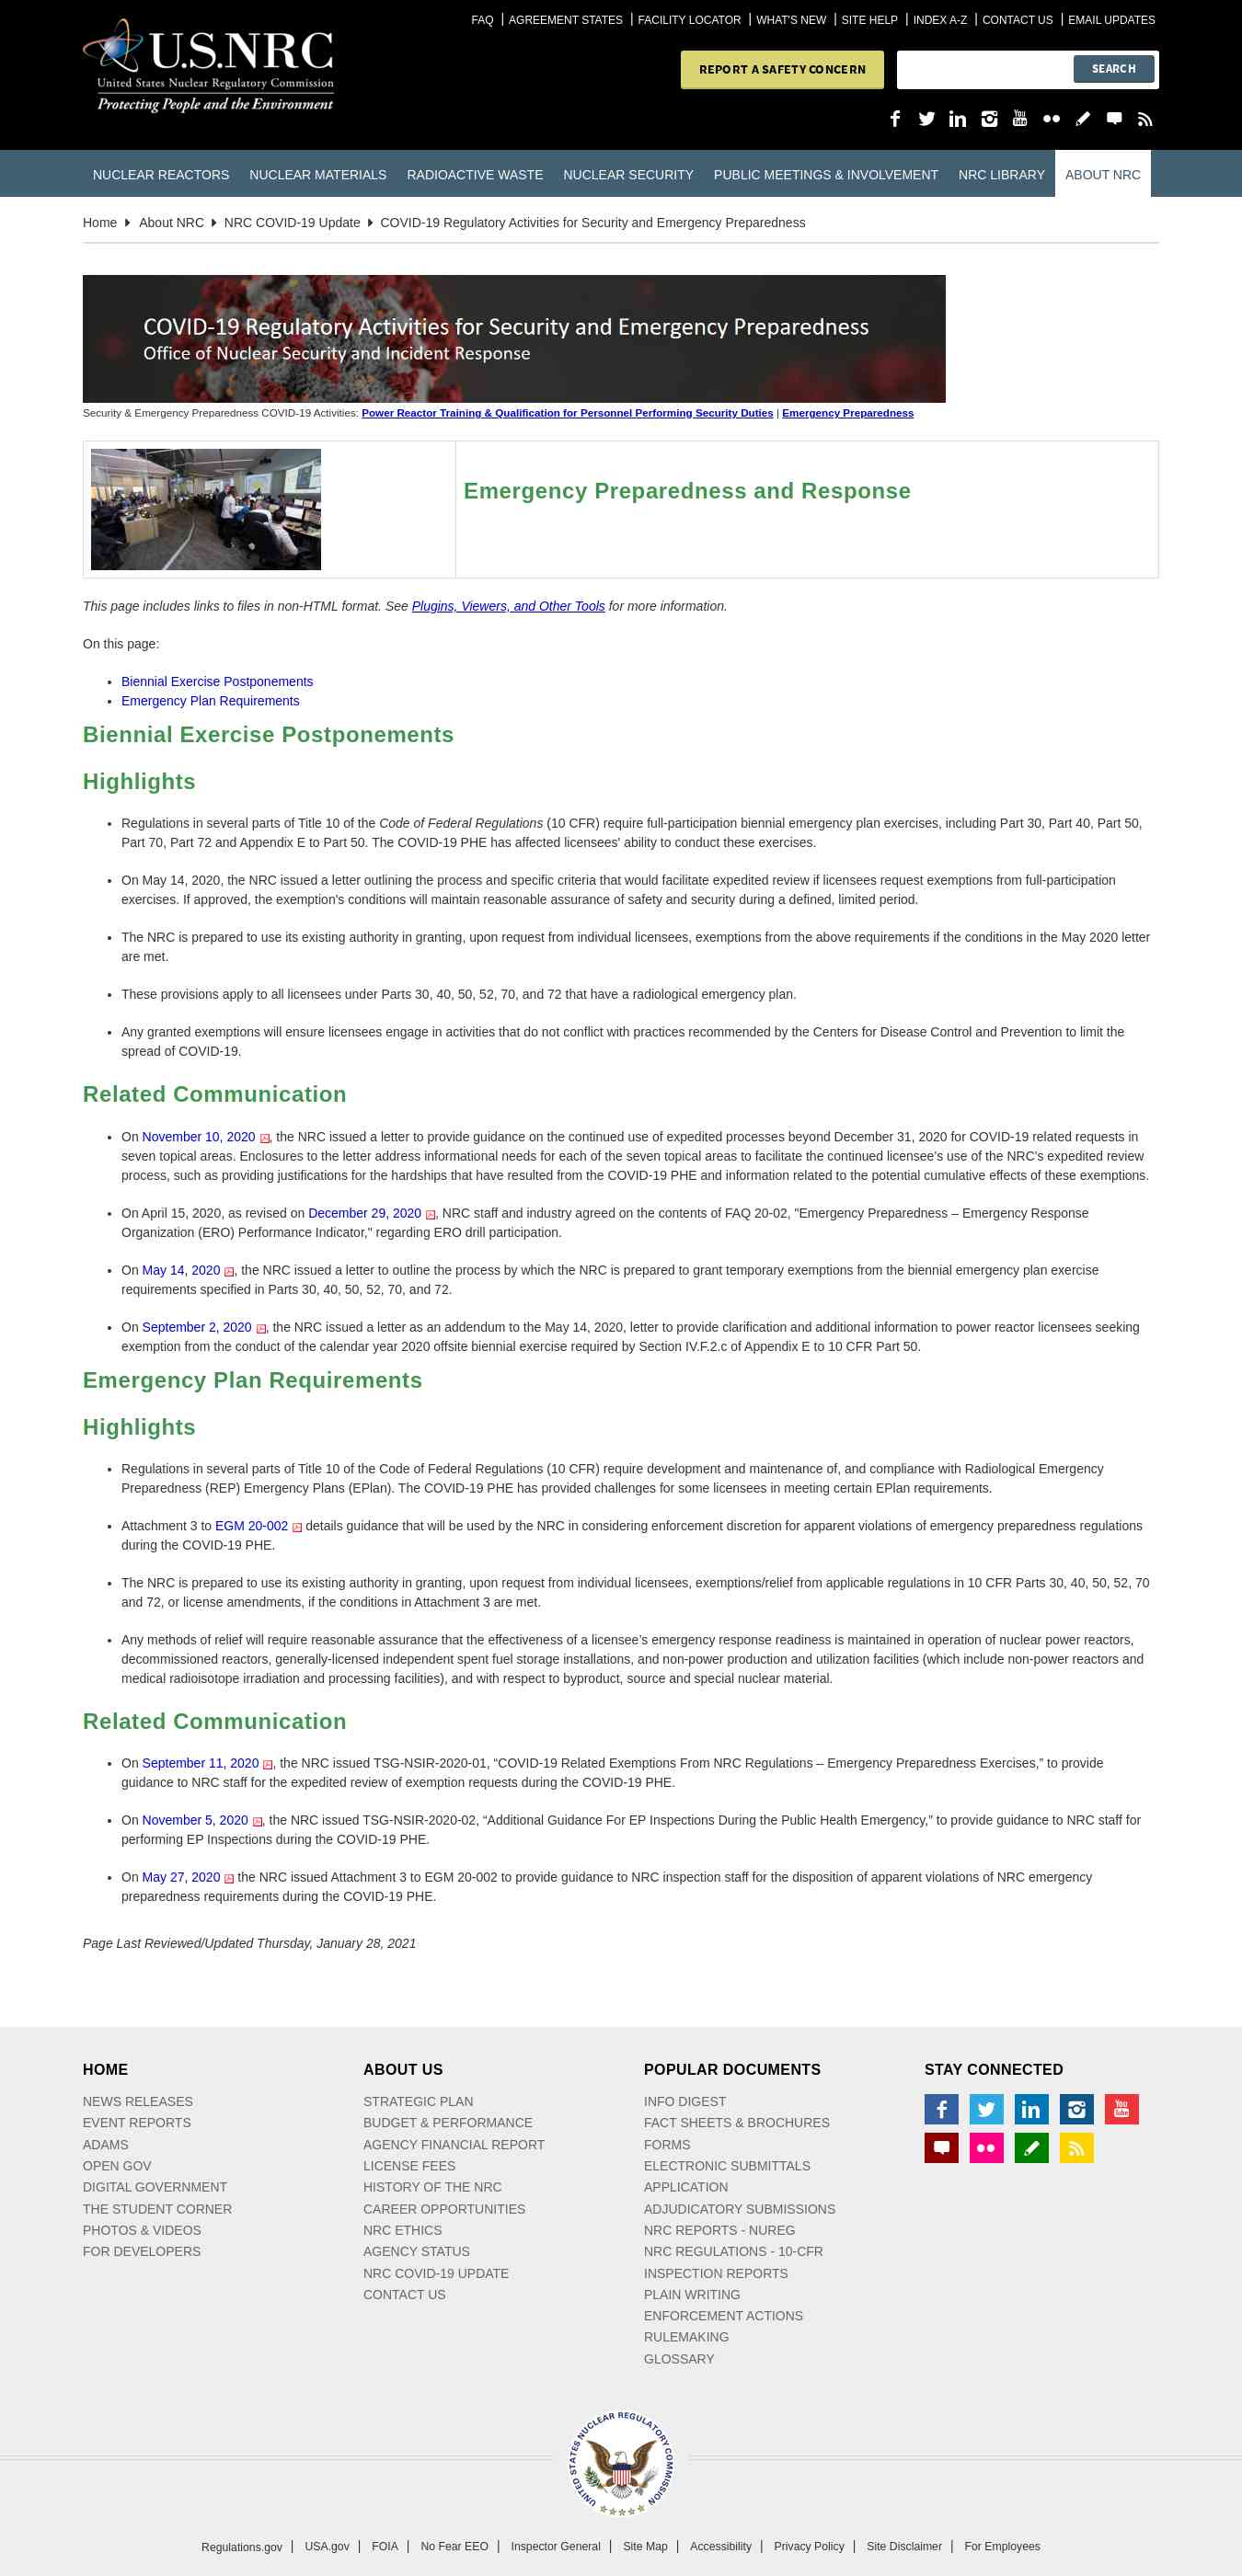 FAQ | AGREEMENT STATES | FACILITY LOCATOR | WHAT'S NEW | SITE HELP | INDEX A-Z | CONTACT US | EMAIL UPDATES
U.S.NRC
United States Nuclear Regulatory Commission
Protecting People and the Environment
REPORT A SAFETY CONCERN
SEARCH
You Tube
NUCLEAR REACTORS NUCLEAR MATERIALS RADIOACTIVE WASTE NUCLEAR SECURITY PUBLIC MEETINGS & INVOLVEMENT NRC LIBRARY ABOUT NRC
Home About NRC NRC COVID-19 Update COVID-19 Regulatory Activities for Security and Emergency Preparedness
COVID-19 Regulatory Activities for Security and Emergency Preparedness
Office of Nuclear Security and Incident Response
Security & Emergency Preparedness COVID-19 Activities: Power Reactor Training & Qualification for Personnel Performing Security Duties | Emergency Preparedness
Emergency Preparedness and Response
This page includes links to files in non-HTML format. See Plugins, Viewers, and Other Tools for more information.
On this page:
• Biennial Exercise Postponements
• Emergency Plan Requirements
Biennial Exercise Postponements
Highlights
• Regulations in several parts of Title 10 of the Code of Federal Regulations (10 CFR) require full-participation biennial emergency plan exercises, including Part 30, Part 40, Part 50,
Part 70, Part 72 and Appendix E to Part 50. The COVID-19 PHE has affected licensees' ability to conduct these exercises.
• On May 14, 2020, the NRC issued a letter outlining the process and specific criteria that would facilitate expedited review if licensees request exemptions from full-participation
exercises. If approved, the exemption's conditions will maintain reasonable assurance of safety and security during a defined, limited period.
• The NRC is prepared to use its existing authority in granting, upon request from individual licensees, exemptions from the above requirements if the conditions in the May 2020 letter
are met.
• These provisions apply to all licensees under Parts 30, 40, 50, 52, 70, and 72 that have a radiological emergency plan.
• Any granted exemptions will ensure licensees engage in activities that do not conflict with practices recommended by the Centers for Disease Control and Prevention to limit the
spread of COVID-19.
Related Communication
• On November 10, 2020, the NRC issued a letter to provide guidance on the continued use of expedited processes beyond December 31, 2020 for COVID-19 related requests in
seven topical areas. Enclosures to the letter address informational needs for each of the seven topical areas to facilitate the continued licensee's use of the NRC's expedited review
process, such as providing justifications for the hardships that have resulted from the COVID-19 PHE and information related to the potential cumulative effects of these exemptions.
• On April 15, 2020, as revised on December 29, 2020, NRC staff and industry agreed on the contents of FAQ 20-02, "Emergency Preparedness – Emergency Response
Organization (ERO) Performance Indicator," regarding ERO drill participation.
• On May 14, 2020, the NRC issued a letter to outline the process by which the NRC is prepared to grant temporary exemptions from the biennial emergency plan exercise
requirements specified in Parts 30, 40, 50, 52, 70, and 72.
• On September 2, 2020, the NRC issued a letter as an addendum to the May 14, 2020, letter to provide clarification and additional information to power reactor licensees seeking
exemption from the conduct of the calendar year 2020 offsite biennial exercise required by Section IV.F.2.c of Appendix E to 10 CFR Part 50.
Emergency Plan Requirements
Highlights
• Regulations in several parts of Title 10 of the Code of Federal Regulations (10 CFR) require development and maintenance of, and compliance with Radiological Emergency
Preparedness (REP) Emergency Plans (EPlan). The COVID-19 PHE has provided challenges for some licensees in meeting certain EPlan requirements.
• Attachment 3 to EGM 20-002 details guidance that will be used by the NRC in considering enforcement discretion for apparent violations of emergency preparedness regulations
during the COVID-19 PHE.
• The NRC is prepared to use its existing authority in granting, upon request from individual licensees, exemptions/relief from applicable regulations in 10 CFR Parts 30, 40, 50, 52, 70
and 72, or license amendments, if the conditions in Attachment 3 are met.
• Any methods of relief will require reasonable assurance that the effectiveness of a licensee's emergency response readiness is maintained in operation of nuclear power reactors,
decommissioned reactors, generally-licensed independent spent fuel storage installations, and non-power production and utilization facilities (which include non-power reactors and
medical radioisotope irradiation and processing facilities), and with respect to byproduct, source and special nuclear material.
Related Communication
• On September 11, 2020, the NRC issued TSG-NSIR-2020-01, “COVID-19 Related Exemptions From NRC Regulations – Emergency Preparedness Exercises,” to provide
guidance to NRC staff for the expedited review of exemption requests during the COVID-19 PHE.
• On November 5, 2020, the NRC issued TSG-NSIR-2020-02, “Additional Guidance For EP Inspections During the Public Health Emergency,” to provide guidance to NRC staff for
performing EP Inspections during the COVID-19 PHE.
• On May 27, 2020 the NRC issued Attachment 3 to EGM 20-002 to provide guidance to NRC inspection staff for the disposition of apparent violations of NRC emergency
preparedness requirements during the COVID-19 PHE.
Page Last Reviewed/Updated Thursday, January 28, 2021
HOME
NEWS RELEASES
EVENT REPORTS
ADAMS
OPEN GOV
DIGITAL GOVERNMENT
THE STUDENT CORNER
PHOTOS & VIDEOS
FOR DEVELOPERS
ABOUT US
STRATEGIC PLAN
BUDGET & PERFORMANCE
AGENCY FINANCIAL REPORT
LICENSE FEES
HISTORY OF THE NRC
CAREER OPPORTUNITIES
NRC ETHICS
AGENCY STATUS
NRC COVID-19 UPDATE
CONTACT US
POPULAR DOCUMENTS
INFO DIGEST
FACT SHEETS & BROCHURES
FORMS
ELECTRONIC SUBMITTALS
APPLICATION
ADJUDICATORY SUBMISSIONS
NRC REPORTS - NUREG
NRC REGULATIONS - 10-CFR
INSPECTION REPORTS
PLAIN WRITING
ENFORCEMENT ACTIONS
RULEMAKING
GLOSSARY
STAY CONNECTED
You Tube
UNITED STATES NUCLEAR REGULATORY COMMISSION
Regulations.gov | USA.gov | FOIA | No Fear EEO | Inspector General | Site Map | Accessibility | Privacy Policy | Site Disclaimer | For Employees